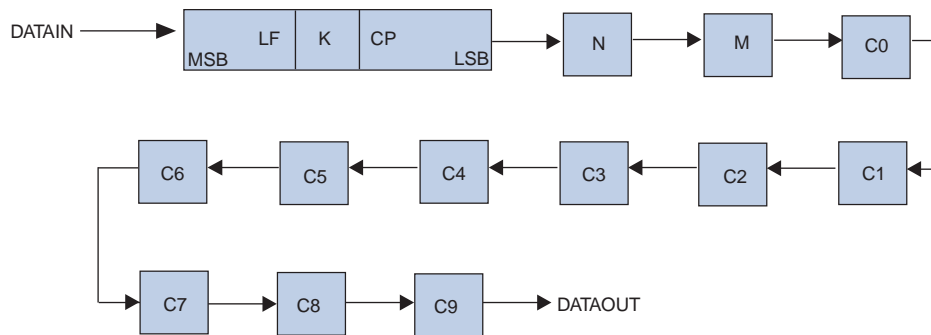 DATAIN
LF K CP
MSB LSB
N
M
C0
C6
C5
C4
C3
C2
C1
C7
C8
C9
DATAOUT